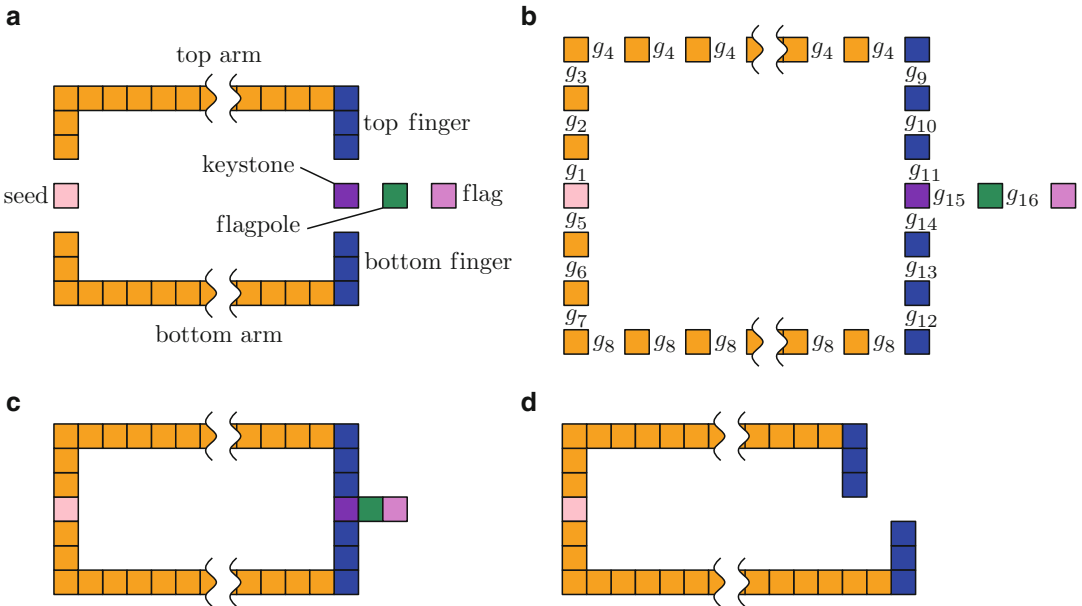 a
top arm
top finger
keystone
seed
flag
flagpole
bottom finger
bottom arm
b
g4 g4 g4 g4 g4
g3 g9
g2 g10
g1 g11
g15 g16
g5 g14
g6 g13
g7 g12
g8 g8 g8 g8 g8
c
d